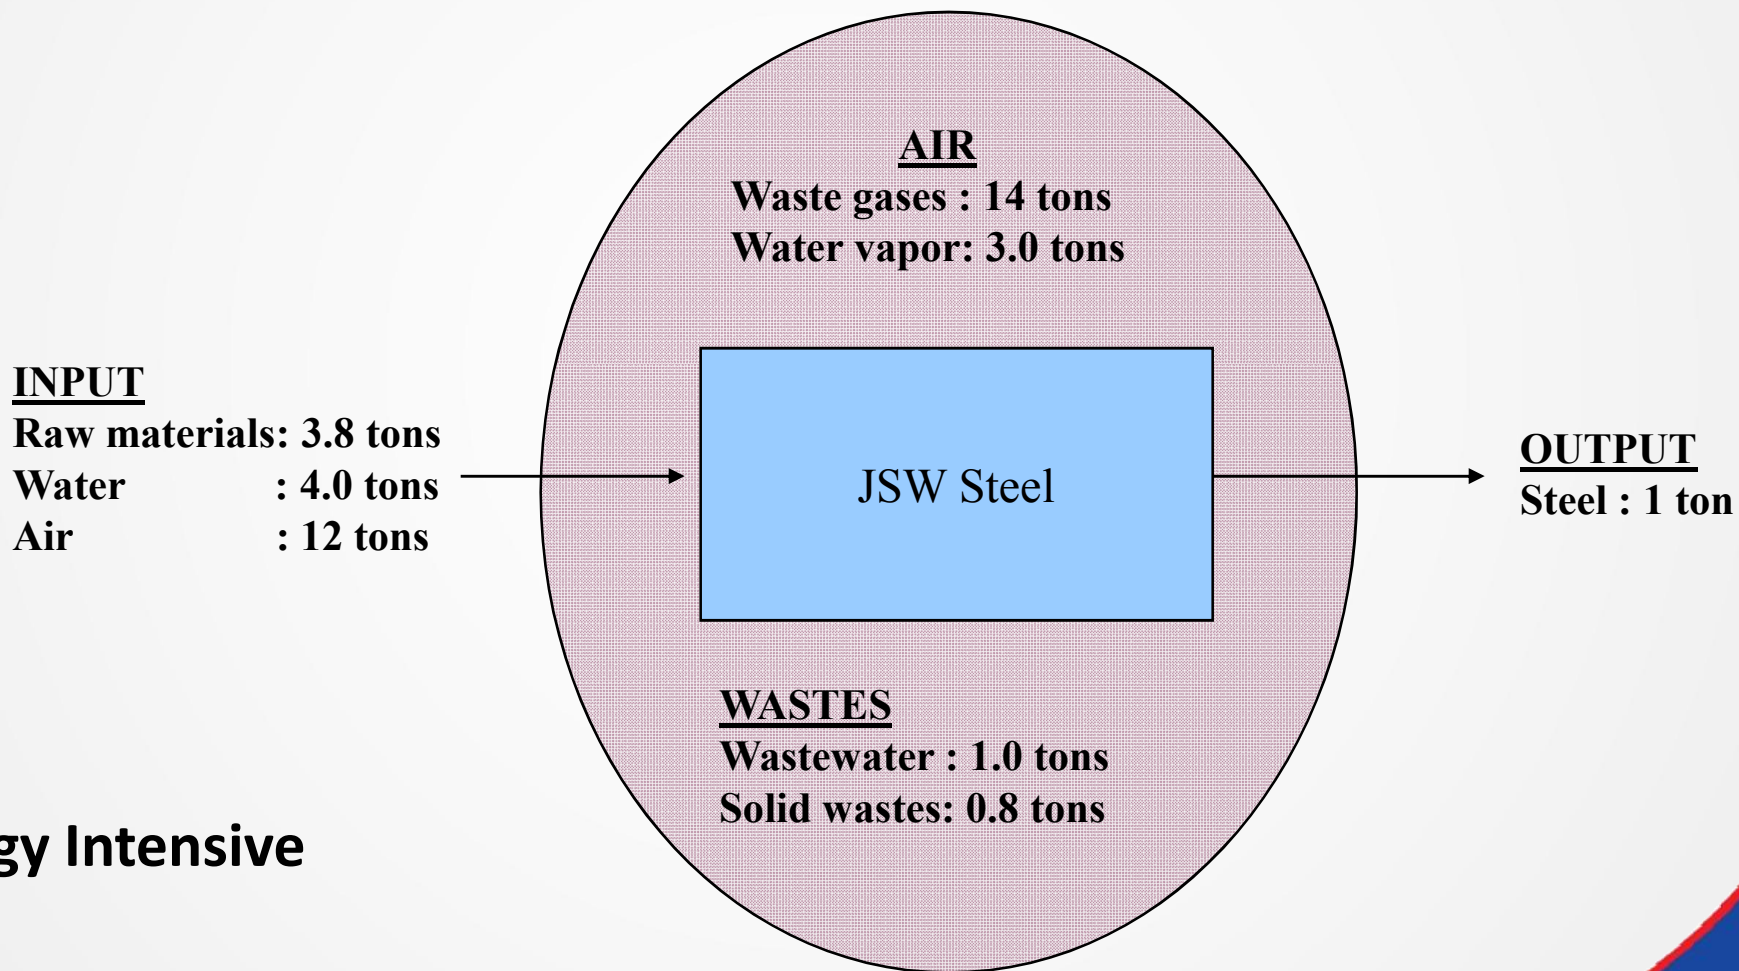 AIR
Waste gases : 14 tons
Water vapor: 3.0 tons
INPUT
Raw materials: 3.8 tons
Water : 4.0 tons
Air : 12 tons
JSW Steel
OUTPUT
Steel : 1 ton
WASTES
Wastewater : 1.0 tons
Solid wastes: 0.8 tons
gy Intensive